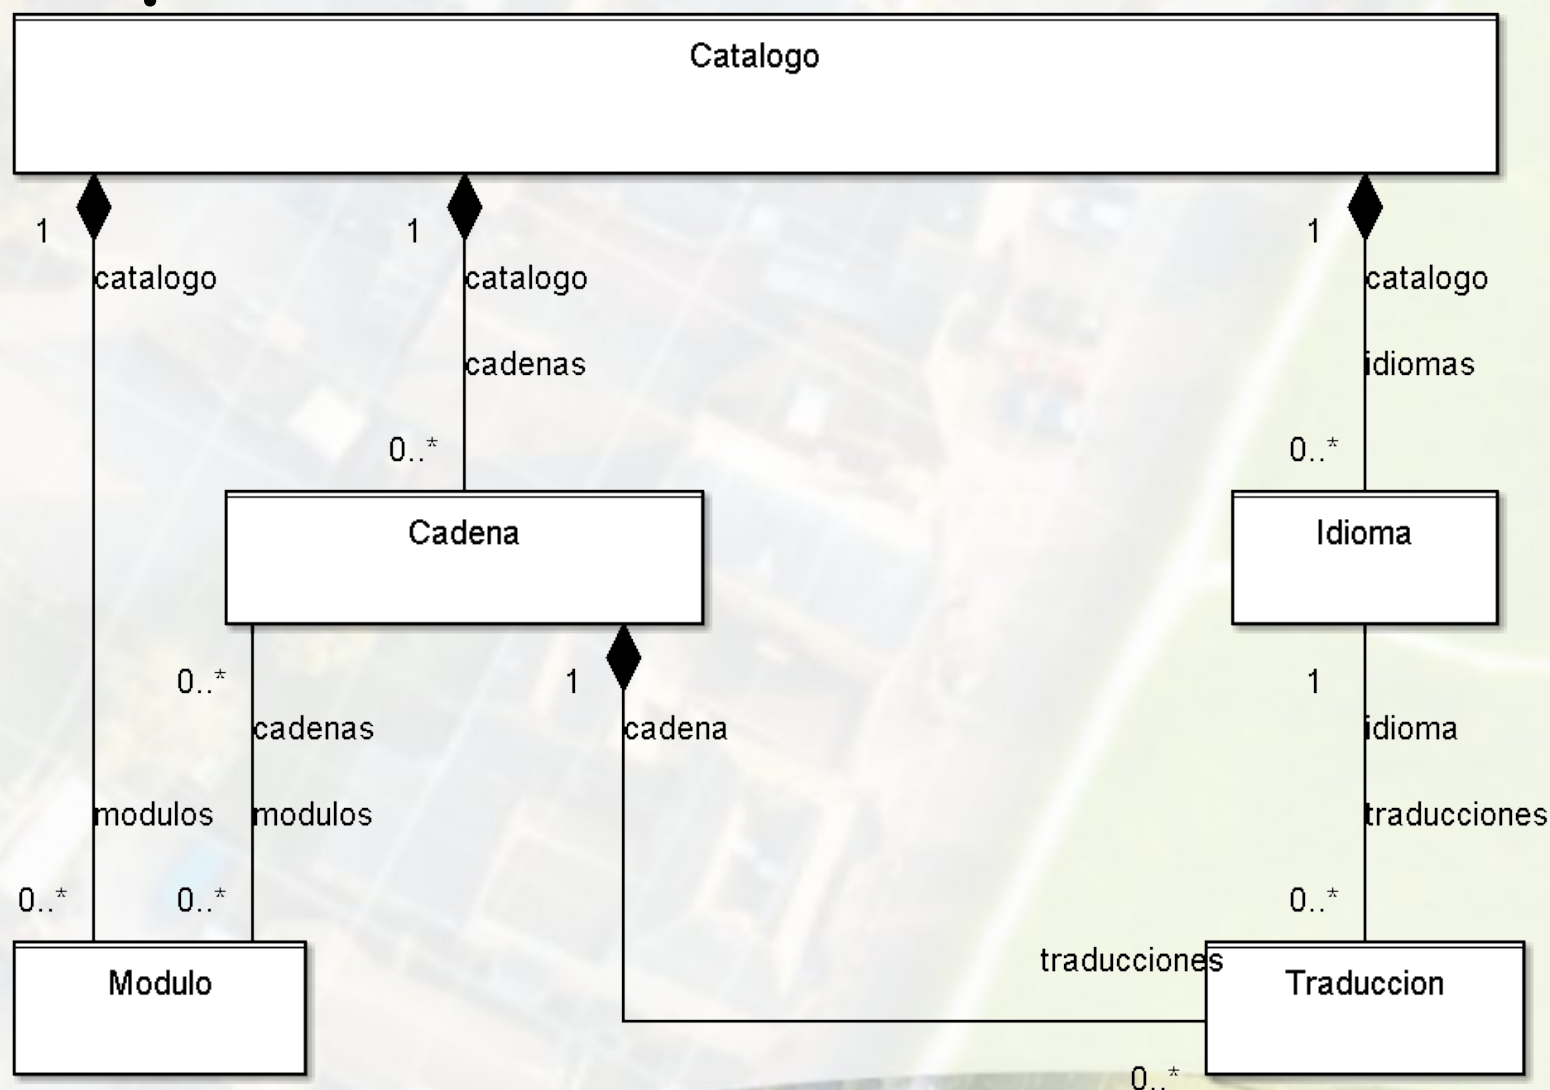 Catalogo
1 1 1
catalogo catalogo catalogo
cadenas idiomas
0..* 0..*
Cadena Idioma
0..* 1 1
cadenas cadena idioma
modulos modulos traducciones
0..* 0..* 0..*
traducciones
Modulo Traduccion
0..*